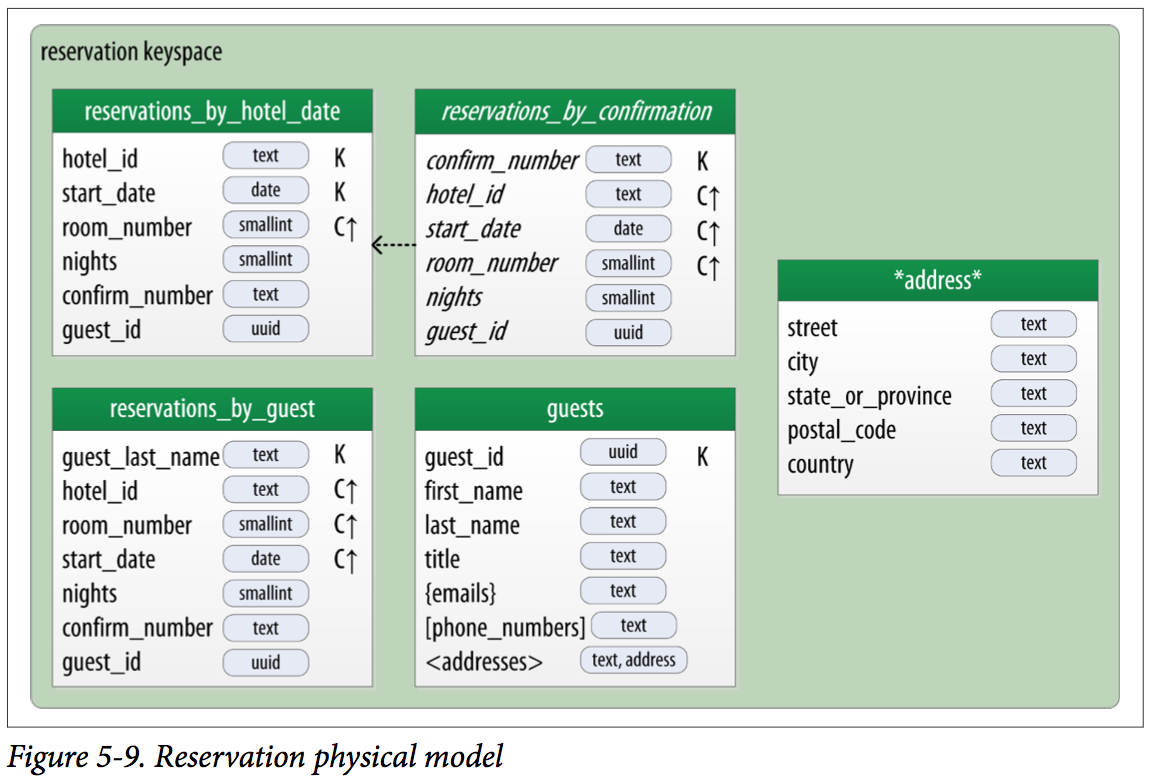 reservation keyspace
reservations_by_hotel_date
hotel_id text K
start_date date K
room_number smallint C↑
nights smallint
confirm_number text
guest_id uuid
reservations_by_confirmation
confirm_number text K
hotel_id text C↑
start_date date C↑
room_number smallint C↑
nights smallint
guest_id uuid
*address*
street text
city text
state_or_province text
postal_code text
country text
reservations_by_guest
guest_last_name text K
hotel_id text C↑
room_number smallint C↑
start_date date C↑
nights smallint
confirm_number text
guest_id uuid
guests
guest_id uuid K
first_name text
last_name text
title text
{emails} text
[phone_numbers] text
<addresses> text, address
Figure 5-9. Reservation physical model